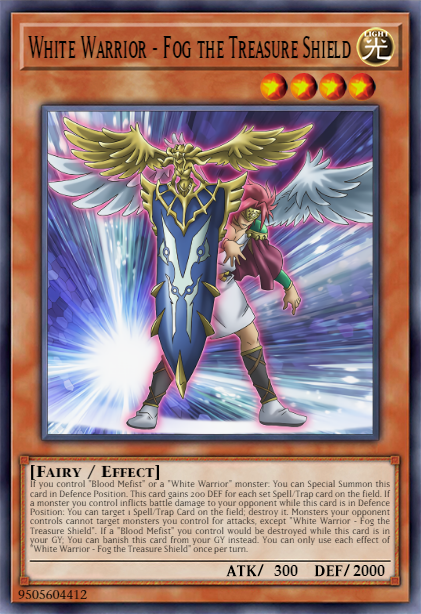 White Warrior - Fog the Treasure Shield
LIGHT
光
[Fairy / Effect]
If you control "Blood Mefist" or a "White Warrior" monster: You can Special Summon this
card in Defence Position. This card gains 200 DEF for each set Spell/Trap card on the field. If
a monster you control inflicts battle damage to your opponent while this card is in Defence
Position: You can target 1 Spell/Trap Card on the field; destroy it. Monsters your opponent
controls cannot target monsters you control for attacks, except "White Warrior - Fog the
Treasure Shield". If a "Blood Mefist" you control would be destroyed while this card is in
your GY; You can banish this card from your GY instead. You can only use each effect of
"White Warrior - Fog the Treasure Shield" once per turn.
ATK/ 300 DEF/2000
9505604412